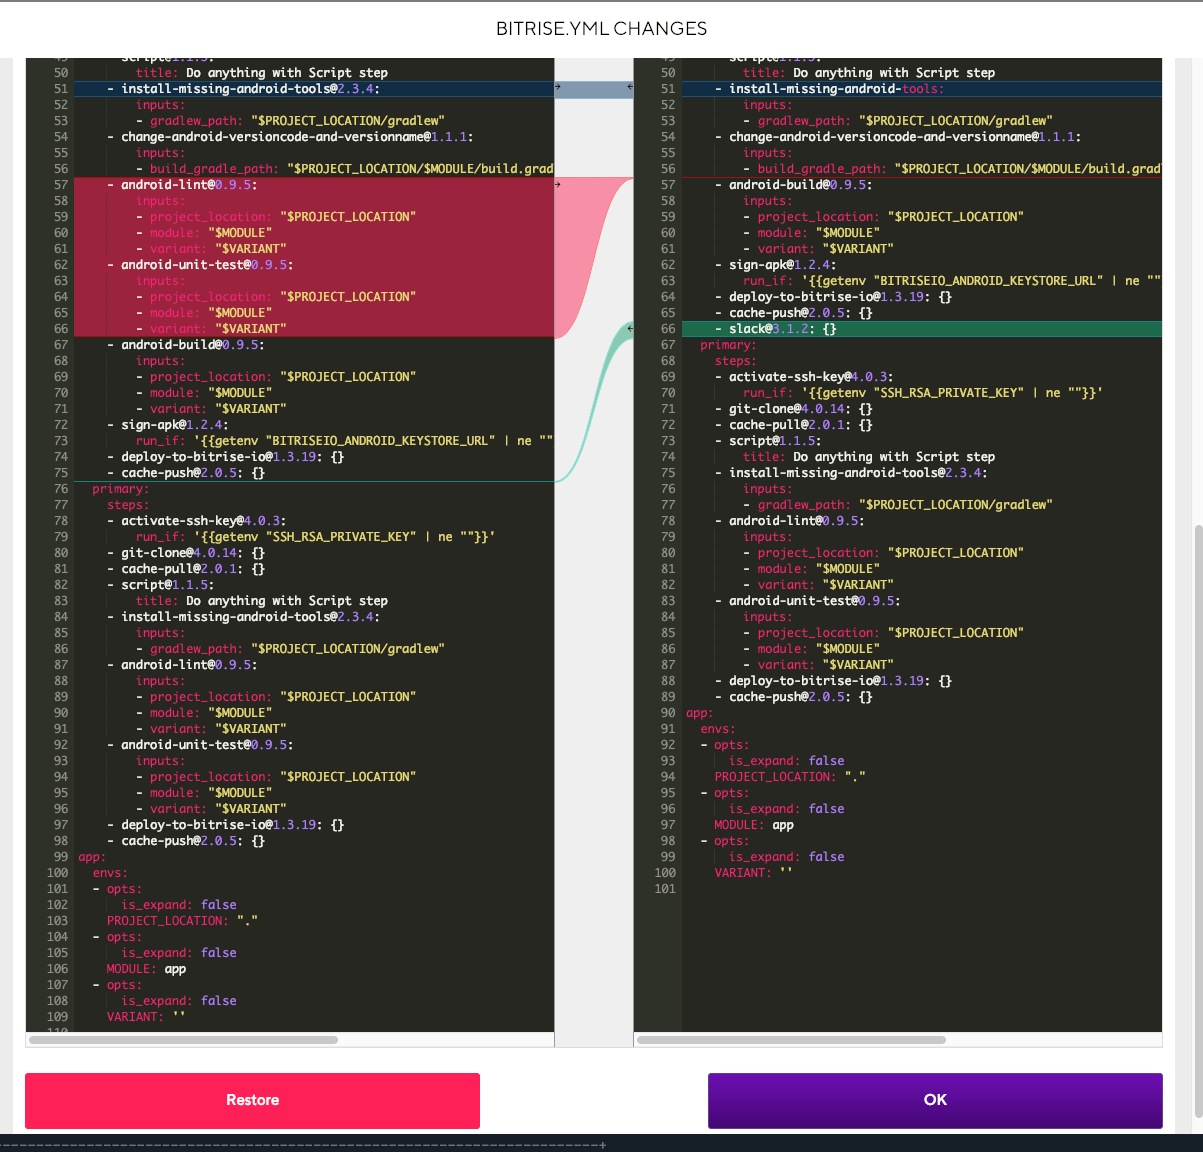 BITRISE.YML CHANGES
50 title: Do anything with Script step
51 - install-missing-android-tools@2.3.4:
52 inputs:
53 - gradlew_path: "$PROJECT_LOCATION/gradlew"
54 - change-android-versioncode-and-versionname@1.1.1:
55 inputs:
56 - build_gradle_path: "$PROJECT_LOCATION/$MODULE/build.grad
57 - android-lint@0.9.5:
58 inputs:
59 - project_location: "$PROJECT_LOCATION"
60 - module: "$MODULE"
61 - variant: "$VARIANT"
62 - android-unit-test@0.9.5:
63 inputs:
64 - project_location: "$PROJECT_LOCATION"
65 - module: "$MODULE"
66 - variant: "$VARIANT"
67 - android-build@0.9.5:
68 inputs:
69 - project_location: "$PROJECT_LOCATION"
70 - module: "$MODULE"
71 - variant: "$VARIANT"
72 - sign-apk@1.2.4:
73 run_if: '{{getenv "BITRISEIO_ANDROID_KEYSTORE_URL" | ne ""
74 - deploy-to-bitrise-io@1.3.19: {}
75 - cache-push@2.0.5: {}
76 primary:
77 steps:
78 - activate-ssh-key@4.0.3:
79 run_if: '{{getenv "SSH_RSA_PRIVATE_KEY" | ne ""}}'
80 - git-clone@4.0.14: {}
81 - cache-pull@2.0.1: {}
82 - script@1.1.5:
83 title: Do anything with Script step
84 - install-missing-android-tools@2.3.4:
85 inputs:
86 - gradlew_path: "$PROJECT_LOCATION/gradlew"
87 - android-lint@0.9.5:
88 inputs:
89 - project_location: "$PROJECT_LOCATION"
90 - module: "$MODULE"
91 - variant: "$VARIANT"
92 - android-unit-test@0.9.5:
93 inputs:
94 - project_location: "$PROJECT_LOCATION"
95 - module: "$MODULE"
96 - variant: "$VARIANT"
97 - deploy-to-bitrise-io@1.3.19: {}
98 - cache-push@2.0.5: {}
99 app:
100 envs:
101 - opts:
102 is_expand: false
103 PROJECT_LOCATION: "."
104 - opts:
105 is_expand: false
106 MODULE: app
107 - opts:
108 is_expand: false
109 VARIANT: ''
50 title: Do anything with Script step
51 - install-missing-android-tools:
52 inputs:
53 - gradlew_path: "$PROJECT_LOCATION/gradlew"
54 - change-android-versioncode-and-versionname@1.1.1:
55 inputs:
56 - build_gradle_path: "$PROJECT_LOCATION/$MODULE/build.grad
57 - android-build@0.9.5:
58 inputs:
59 - project_location: "$PROJECT_LOCATION"
60 - module: "$MODULE"
61 - variant: "$VARIANT"
62 - sign-apk@1.2.4:
63 run_if: '{{getenv "BITRISEIO_ANDROID_KEYSTORE_URL" | ne ""
64 - deploy-to-bitrise-io@1.3.19: {}
65 - cache-push@2.0.5: {}
66 - slack@3.1.2: {}
67 primary:
68 steps:
69 - activate-ssh-key@4.0.3:
70 run_if: '{{getenv "SSH_RSA_PRIVATE_KEY" | ne ""}}'
71 - git-clone@4.0.14: {}
72 - cache-pull@2.0.1: {}
73 - script@1.1.5:
74 title: Do anything with Script step
75 - install-missing-android-tools@2.3.4:
76 inputs:
77 - gradlew_path: "$PROJECT_LOCATION/gradlew"
78 - android-lint@0.9.5:
79 inputs:
80 - project_location: "$PROJECT_LOCATION"
81 - module: "$MODULE"
82 - variant: "$VARIANT"
83 - android-unit-test@0.9.5:
84 inputs:
85 - project_location: "$PROJECT_LOCATION"
86 - module: "$MODULE"
87 - variant: "$VARIANT"
88 - deploy-to-bitrise-io@1.3.19: {}
89 - cache-push@2.0.5: {}
90 app:
91 envs:
92 - opts:
93 is_expand: false
94 PROJECT_LOCATION: "."
95 - opts:
96 is_expand: false
97 MODULE: app
98 - opts:
99 is_expand: false
100 VARIANT: ''
101
Restore
OK